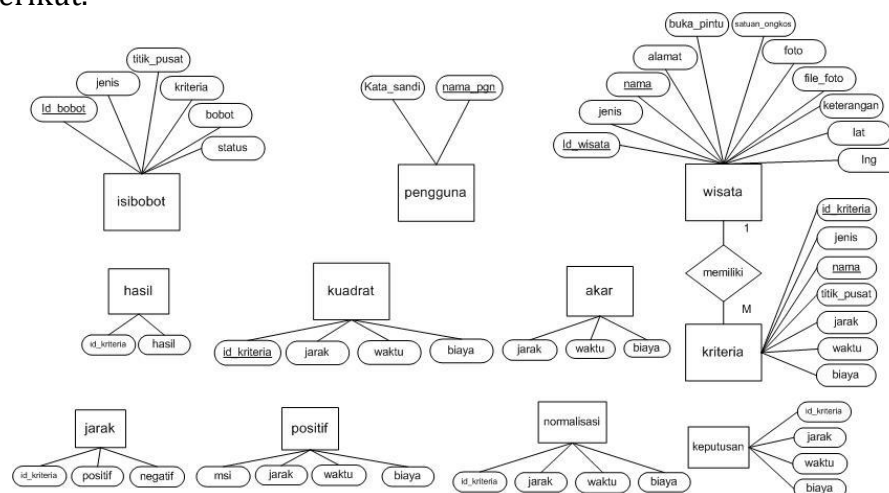 erikut.
titik_pusat
jenis
kriteria
Id_bobot
bobot
status
isibobot
Kata_sandi
nama_pgn
pengguna
buka_pintu
satuan_ongkos
alamat
foto
nama
file_foto
jenis
keterangan
Id_wisata
lat
lng
wisata
1
memiliki
M
kriteria
id_kriteria
jenis
nama
titik_pusat
jarak
waktu
biaya
hasil
id_kriteria
hasil
kuadrat
id_kriteria
jarak
waktu
biaya
akar
jarak
waktu
biaya
jarak
id_kriteria
positif
negatif
positif
msi
jarak
waktu
biaya
normalisasi
id_kriteria
jarak
waktu
biaya
keputusan
id_kriteria
jarak
waktu
biaya